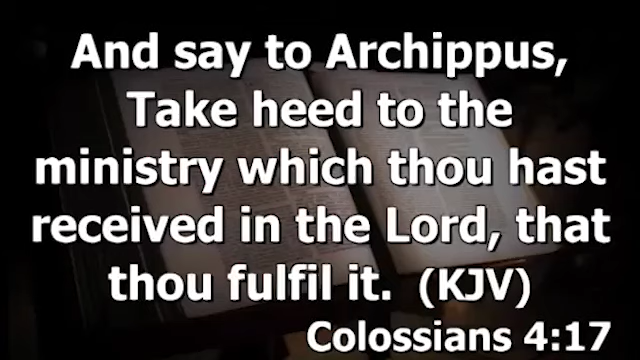 And say to Archippus,
Take heed to the
ministry which thou hast
received in the Lord, that
thou fulfil it. (KJV)
Colossians 4:17